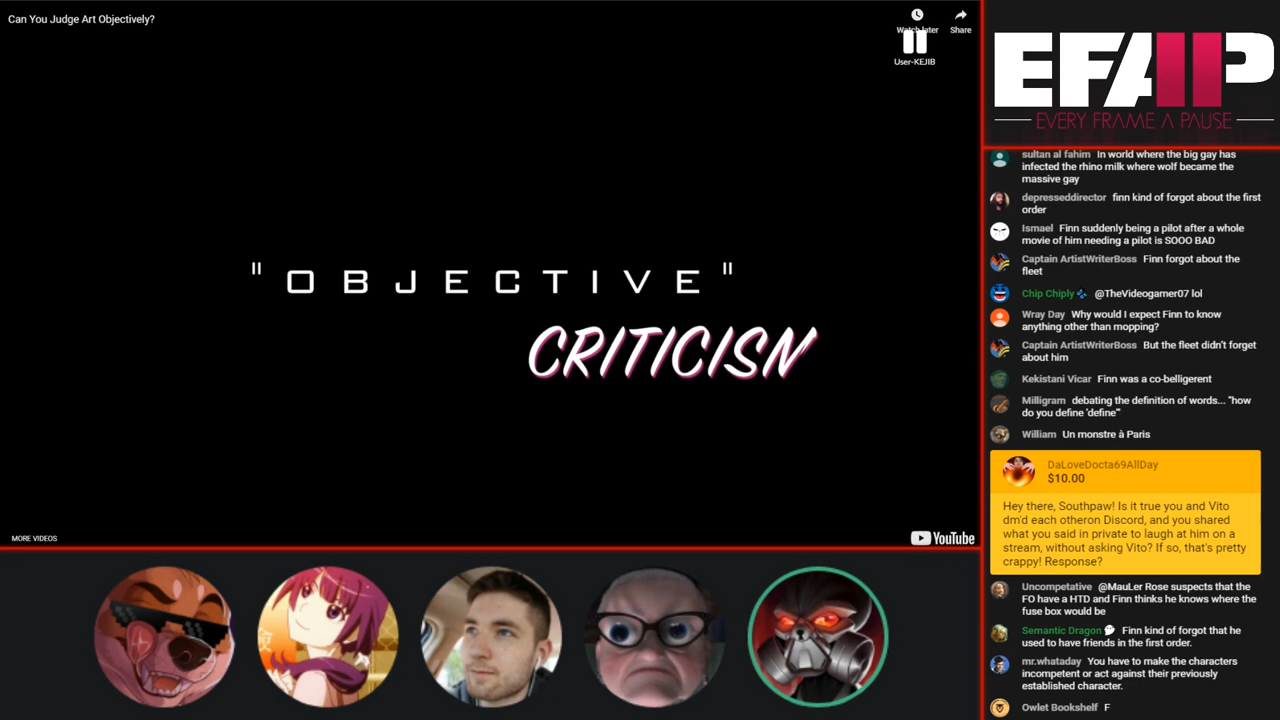 Can You Judge Art Objectively?
Watch later
Share
User-KEJIB
"OBJECTIVE"
CRITICISN
MORE VIDEOS
YouTube
EFAP
EVERY FRAME A PAUSE
sultan al fahim In world where the big gay has
infected the rhino milk where wolf became the
massive gay
depresseddirector finn kind of forgot about the first
order
Ismael Finn suddenly being a pilot after a whole
movie of him needing a pilot is SOOO BAD
Captain ArtistWriterBoss Finn forgot about the
fleet
Chip Chiply @TheVideogamer07 lol
Wray Day Why would I expect Finn to know
anything other than mopping?
Captain ArtistWriterBoss But the fleet didn't forget
about him
Kekistani Vicar Finn was a co-belligerent
Milligram debating the definition of words... "how
do you define 'define'"
William Un monstre à Paris
DaLoveDocta69AllDay
$10.00
Hey there, Southpaw! Is it true you and Vito
dm'd each otheron Discord, and you shared
what you said in private to laugh at him on a
stream, without asking Vito? If so, that's pretty
crappy! Response?
Uncompetative @MauLer Rose suspects that the
FO have a HTD and Finn thinks he knows where the
fuse box would be
Semantic Dragon Finn kind of forgot that he
used to have friends in the first order.
mr.whataday You have to make the characters
incompetent or act against their previously
established character.
Owlet Bookshelf F